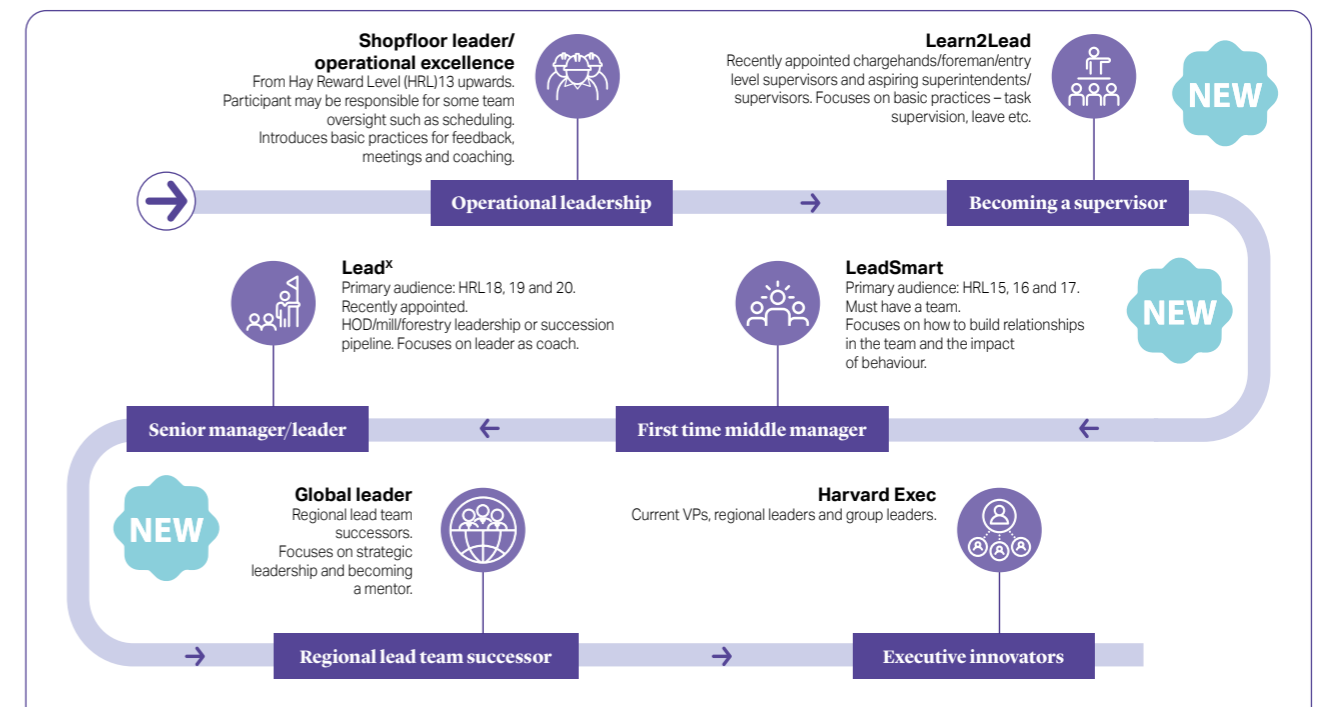 Shopfloor leader/
operational excellence
From Hay Reward Level (HRL)13 upwards.
Participant may be responsible for some team
oversight such as scheduling.
Introduces basic practices for feedback,
meetings and coaching.
Learn2Lead
Recently appointed chargehands/foreman/entry
level supervisors and aspiring superintendents/
supervisors. Focuses on basic practices – task
supervision, leave etc.
NEW
Operational leadership
Becoming a supervisor
Leadˣ
Primary audience: HRL18, 19 and 20.
Recently appointed.
HOD/mill/forestry leadership or succession
pipeline. Focuses on leader as coach.
LeadSmart
Primary audience: HRL15, 16 and 17.
Must have a team.
Focuses on how to build relationships
in the team and the impact
of behaviour.
NEW
Senior manager/leader
First time middle manager
NEW
Global leader
Regional lead team
successors.
Focuses on strategic
leadership and becoming
a mentor.
Harvard Exec
Current VPs, regional leaders and group leaders.
Regional lead team successor
Executive innovators